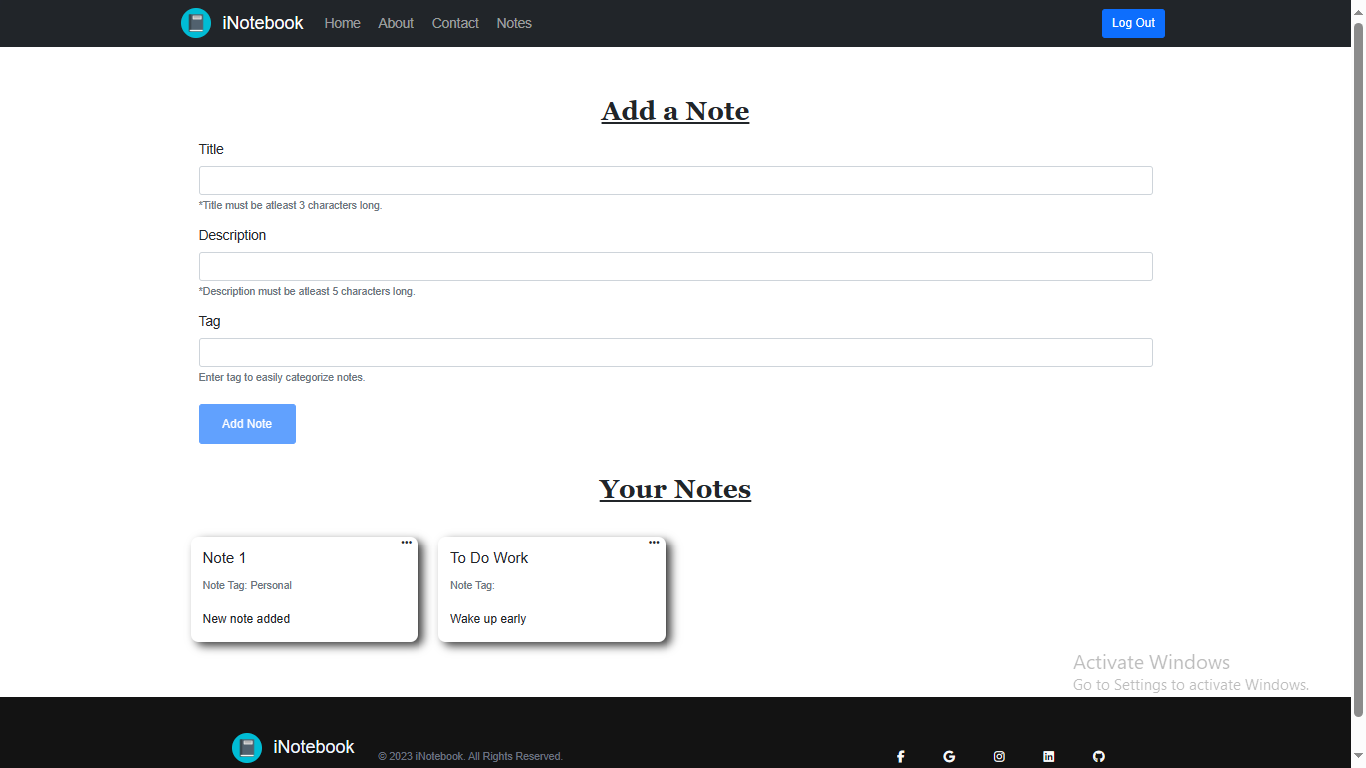 iNotebook Home About Contact Notes Log Out
Add a Note
Title
*Title must be atleast 3 characters long.
Description
*Description must be atleast 5 characters long.
Tag
Enter tag to easily categorize notes.
Add Note
Your Notes
Note 1
Note Tag: Personal
New note added
To Do Work
Note Tag:
Wake up early
Activate Windows
Go to Settings to activate Windows.
iNotebook © 2023 iNotebook. All Rights Reserved.